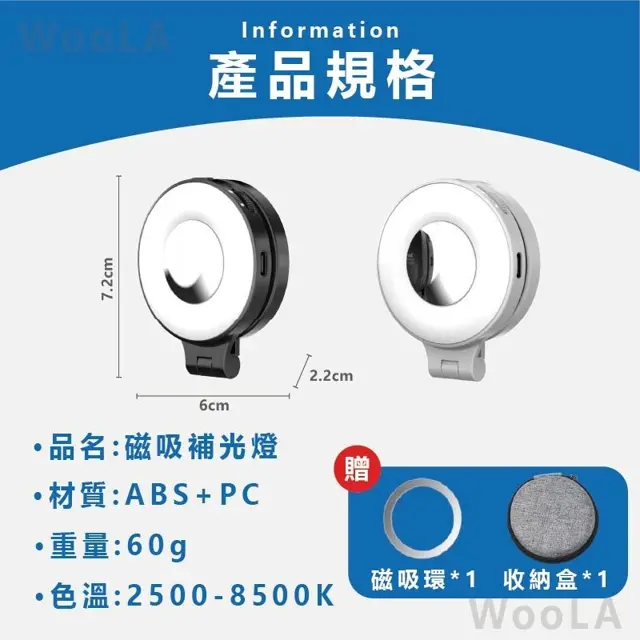 WooLA
Information
產品規格
7.2cm
2.2cm
6cm
•品名:磁吸補光燈
•材質:ABS+PC
•重量:60g
•色溫:2500-8500K
贈
磁吸環*1
收納盒*1
WooLA